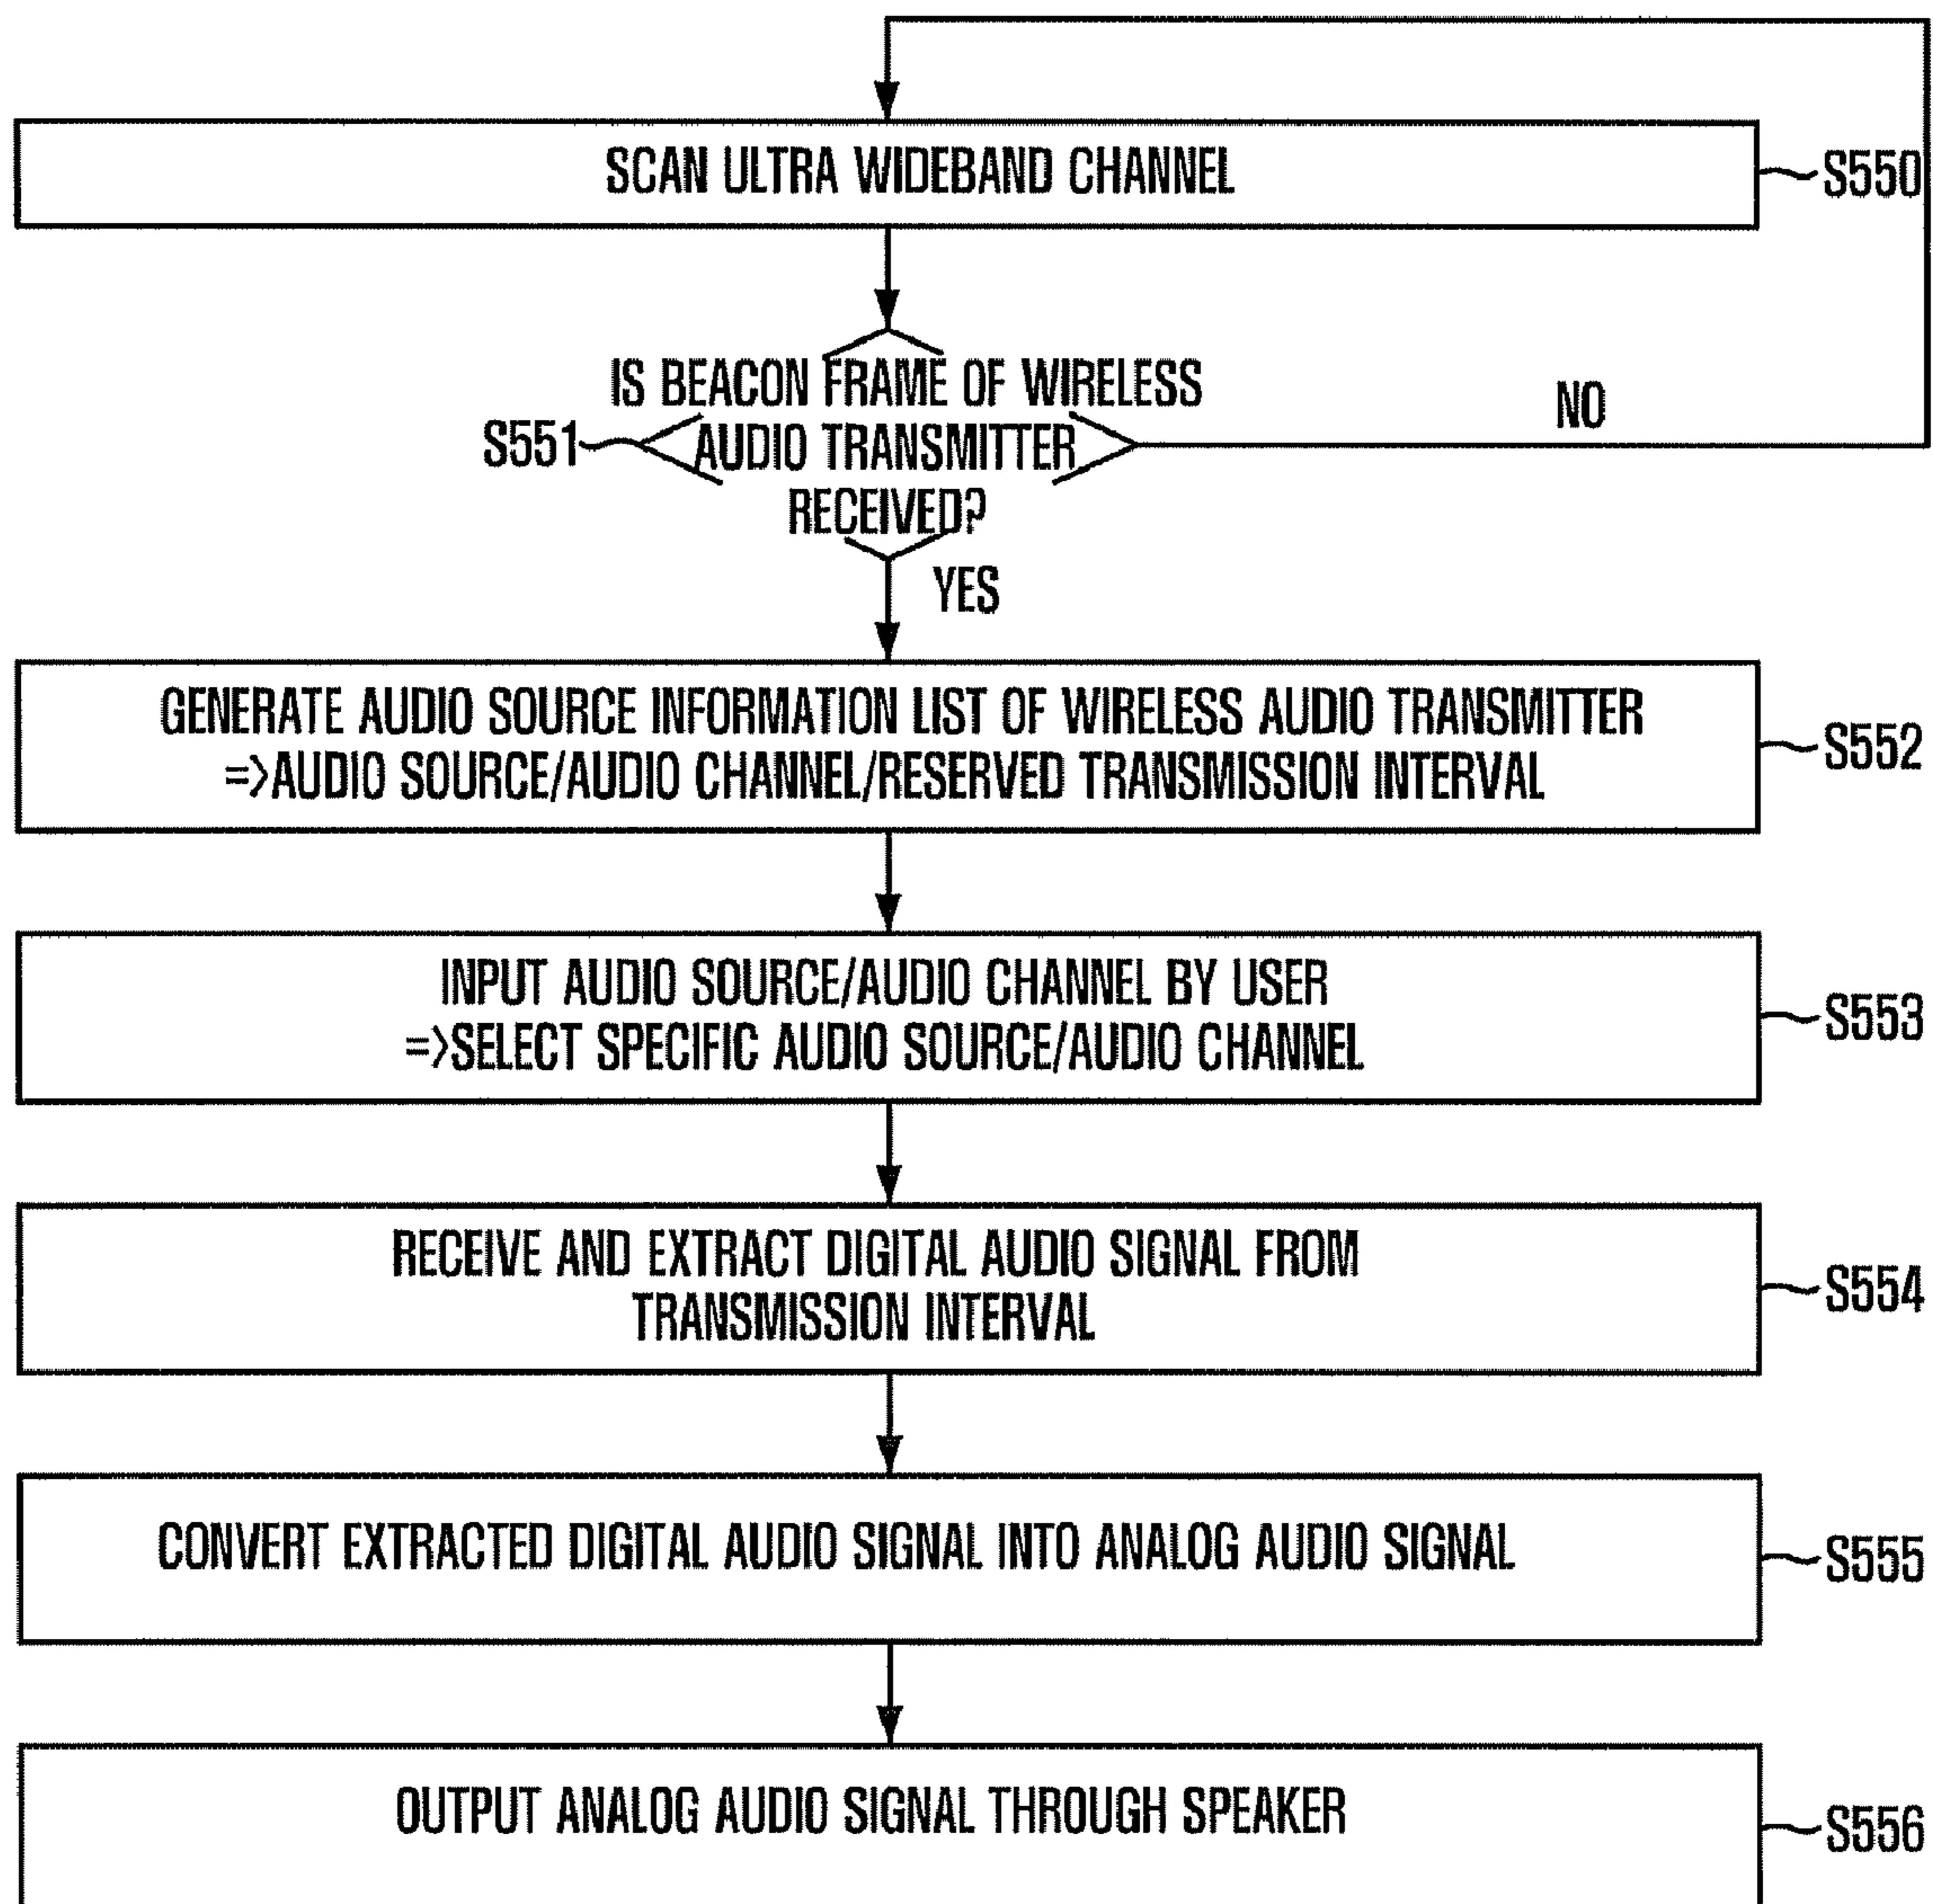 SCAN ULTRA WIDEBAND CHANNEL
S550
IS BEACON FRAME OF WIRELESS
S551
AUDIO TRANSMITTER
RECEIVED?
NO
YES
GENERATE AUDIO SOURCE INFORMATION LIST OF WIRELESS AUDIO TRANSMITTER
=>AUDIO SOURCE/AUDIO CHANNEL/RESERVED TRANSMISSION INTERVAL
S552
INPUT AUDIO SOURCE/AUDIO CHANNEL BY USER
=>SELECT SPECIFIC AUDIO SOURCE/AUDIO CHANNEL
S553
RECEIVE AND EXTRACT DIGITAL AUDIO SIGNAL FROM
TRANSMISSION INTERVAL
S554
CONVERT EXTRACTED DIGITAL AUDIO SIGNAL INTO ANALOG AUDIO SIGNAL
S555
OUTPUT ANALOG AUDIO SIGNAL THROUGH SPEAKER
S556